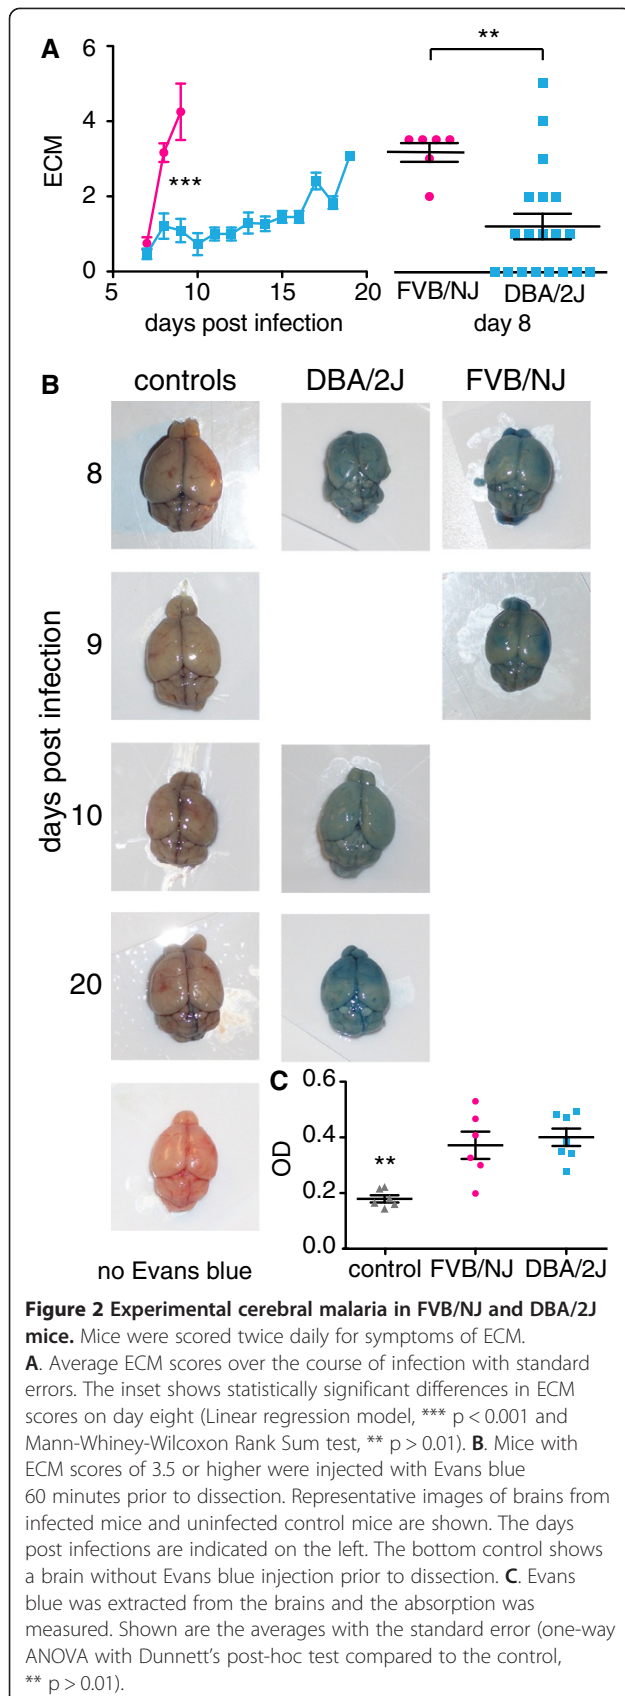 A
6
**
4
ECM
***
2
0
5 10 15 20
FVB/NJ DBA/2J
days post infection
day 8
B
controls DBA/2J FVB/NJ
8
9
days post infection
10
20
C
0.6
0.4
OD
**
0.2
0.0
control FVB/NJ DBA/2J
no Evans blue
Figure 2 Experimental cerebral malaria in FVB/NJ and DBA/2J
mice. Mice were scored twice daily for symptoms of ECM.
A. Average ECM scores over the course of infection with standard
errors. The inset shows statistically significant differences in ECM
scores on day eight (Linear regression model, *** p < 0.001 and
Mann-Whiney-Wilcoxon Rank Sum test, ** p > 0.01). B. Mice with
ECM scores of 3.5 or higher were injected with Evans blue
60 minutes prior to dissection. Representative images of brains from
infected mice and uninfected control mice are shown. The days
post infections are indicated on the left. The bottom control shows
a brain without Evans blue injection prior to dissection. C. Evans
blue was extracted from the brains and the absorption was
measured. Shown are the averages with the standard error (one-way
ANOVA with Dunnett's post-hoc test compared to the control,
** p > 0.01).